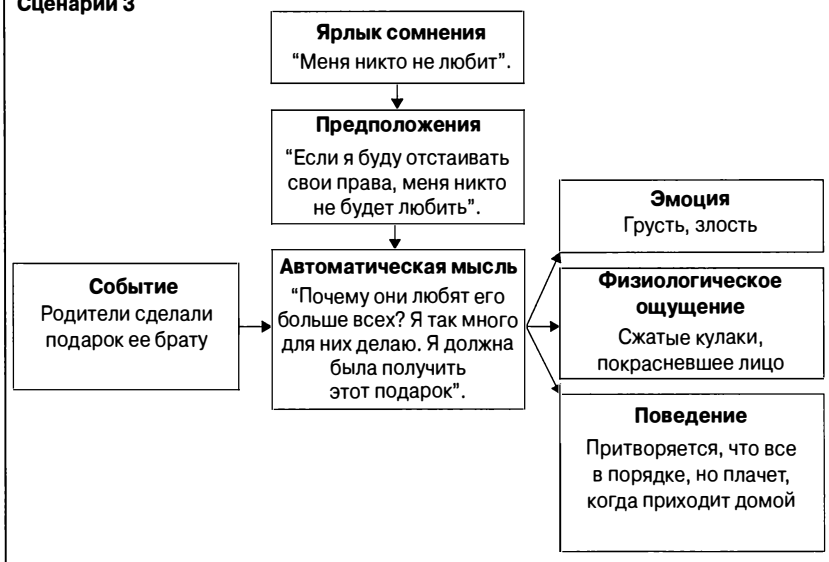 Сценарий 3
Ярлык сомнения
“Меня никто не любит”.
Предположения
“Если я буду отстаивать
свои права, меня никто
не будет любить”.
Событие
Родители сделали
подарок ее брату
Автоматическая мысль
“Почему они любят его
больше всех? Я так много
для них делаю. Я должна
была получить
этот подарок”.
Эмоция
Грусть, злость
Физиологическое
ощущение
Сжатые кулаки,
покрасневшее лицо
Поведение
Притворяется, что все
в порядке, но плачет,
когда приходит домой